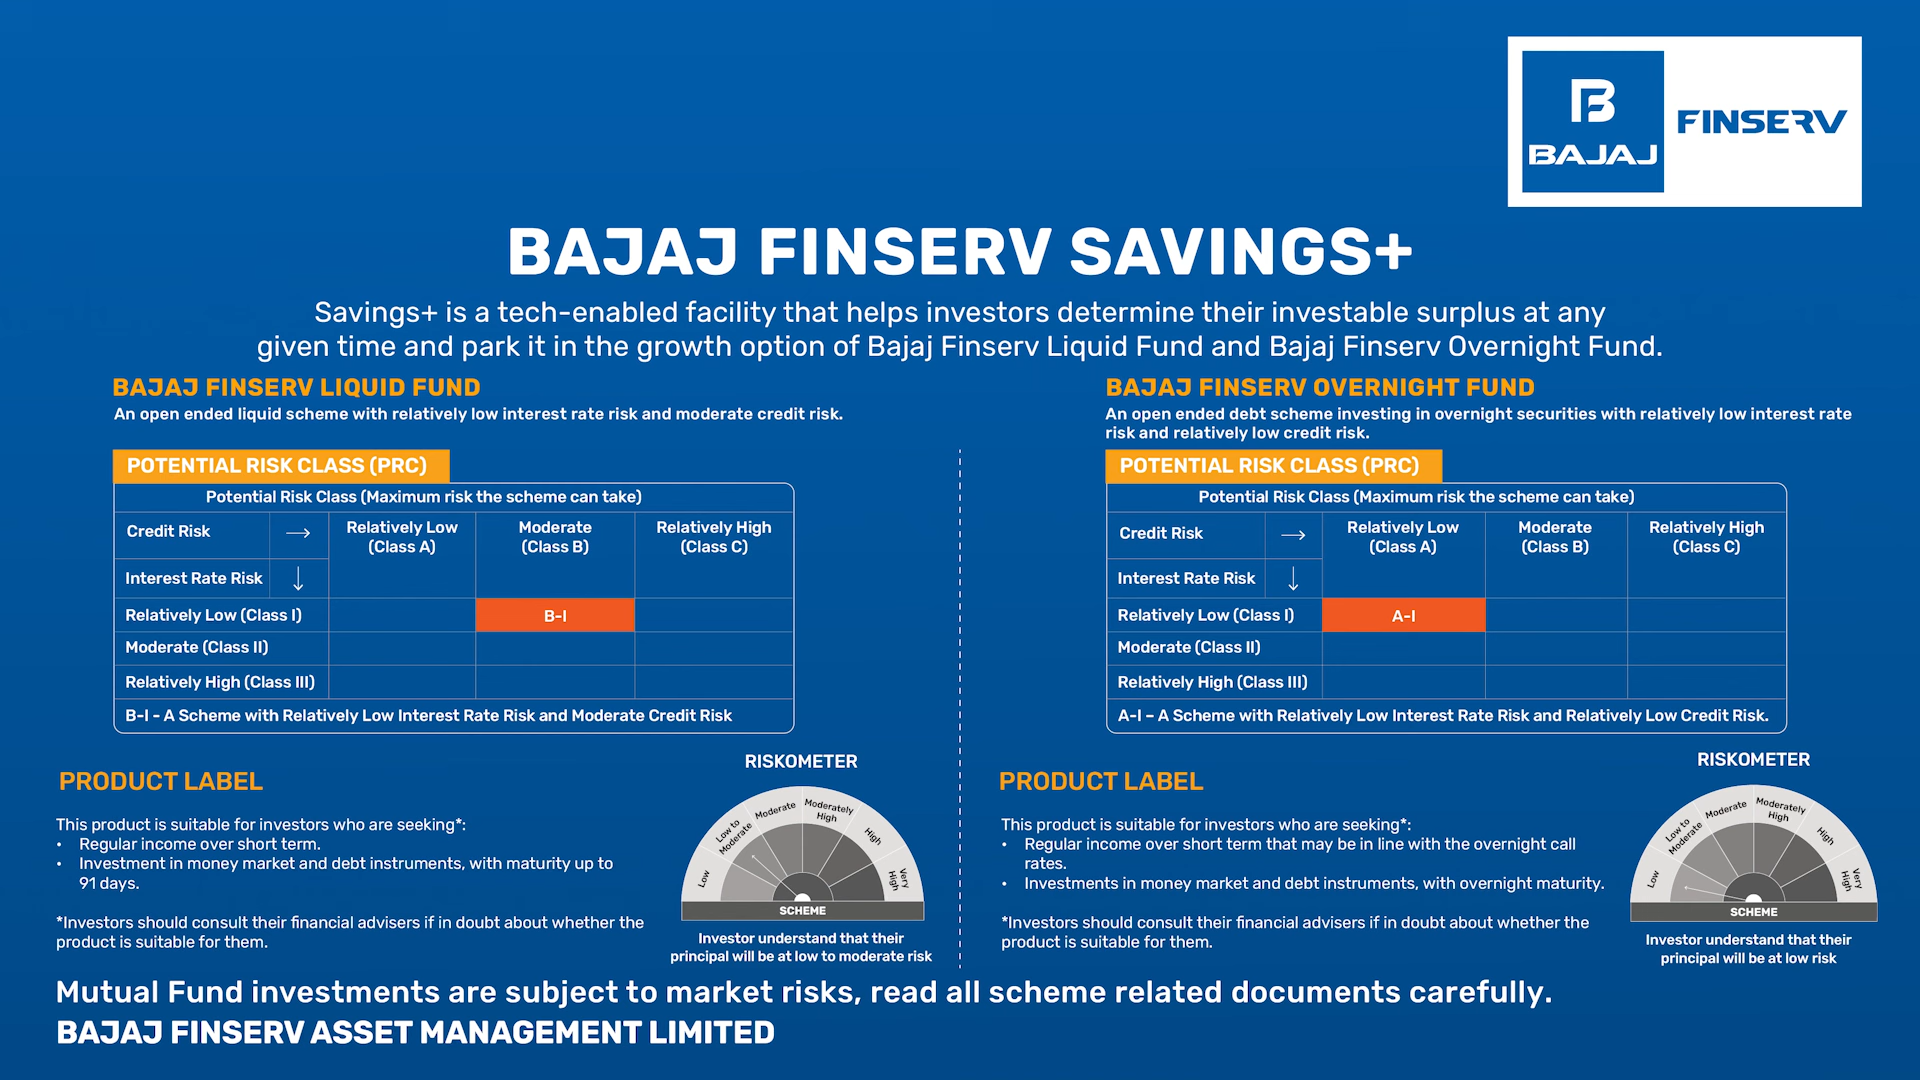 BAJAJ
FINSERV
BAJAJ FINSERV SAVINGS+
Savings+ is a tech-enabled facility that helps investors determine their investable surplus at any
given time and park it in the growth option of Bajaj Finserv Liquid Fund and Bajaj Finserv Overnight Fund.
BAJAJ FINSERV LIQUID FUND
An open ended liquid scheme with relatively low interest rate risk and moderate credit risk.
POTENTIAL RISK CLASS (PRC)
Potential Risk Class (Maximum risk the scheme can take)
Credit Risk → Relatively Low (Class A) Moderate (Class B) Relatively High (Class C)
Interest Rate Risk ↓
Relatively Low (Class I) B-I
Moderate (Class II)
Relatively High (Class III)
B-I - A Scheme with Relatively Low Interest Rate Risk and Moderate Credit Risk
PRODUCT LABEL
This product is suitable for investors who are seeking*:
• Regular income over short term.
• Investment in money market and debt instruments, with maturity up to
91 days.
*Investors should consult their financial advisers if in doubt about whether the
product is suitable for them.
RISKOMETER
Low
Low to Moderate
Moderate
Moderately High
High
Very High
SCHEME
Investor understand that their
principal will be at low to moderate risk
BAJAJ FINSERV OVERNIGHT FUND
An open ended debt scheme investing in overnight securities with relatively low interest rate
risk and relatively low credit risk.
POTENTIAL RISK CLASS (PRC)
Potential Risk Class (Maximum risk the scheme can take)
Credit Risk → Relatively Low (Class A) Moderate (Class B) Relatively High (Class C)
Interest Rate Risk ↓
Relatively Low (Class I) A-I
Moderate (Class II)
Relatively High (Class III)
A-I – A Scheme with Relatively Low Interest Rate Risk and Relatively Low Credit Risk.
PRODUCT LABEL
This product is suitable for investors who are seeking*:
• Regular income over short term that may be in line with the overnight call
rates.
• Investments in money market and debt instruments, with overnight maturity.
*Investors should consult their financial advisers if in doubt about whether the
product is suitable for them.
RISKOMETER
Low
Low to Moderate
Moderate
Moderately High
High
Very High
SCHEME
Investor understand that their
principal will be at low risk
Mutual Fund investments are subject to market risks, read all scheme related documents carefully.
BAJAJ FINSERV ASSET MANAGEMENT LIMITED